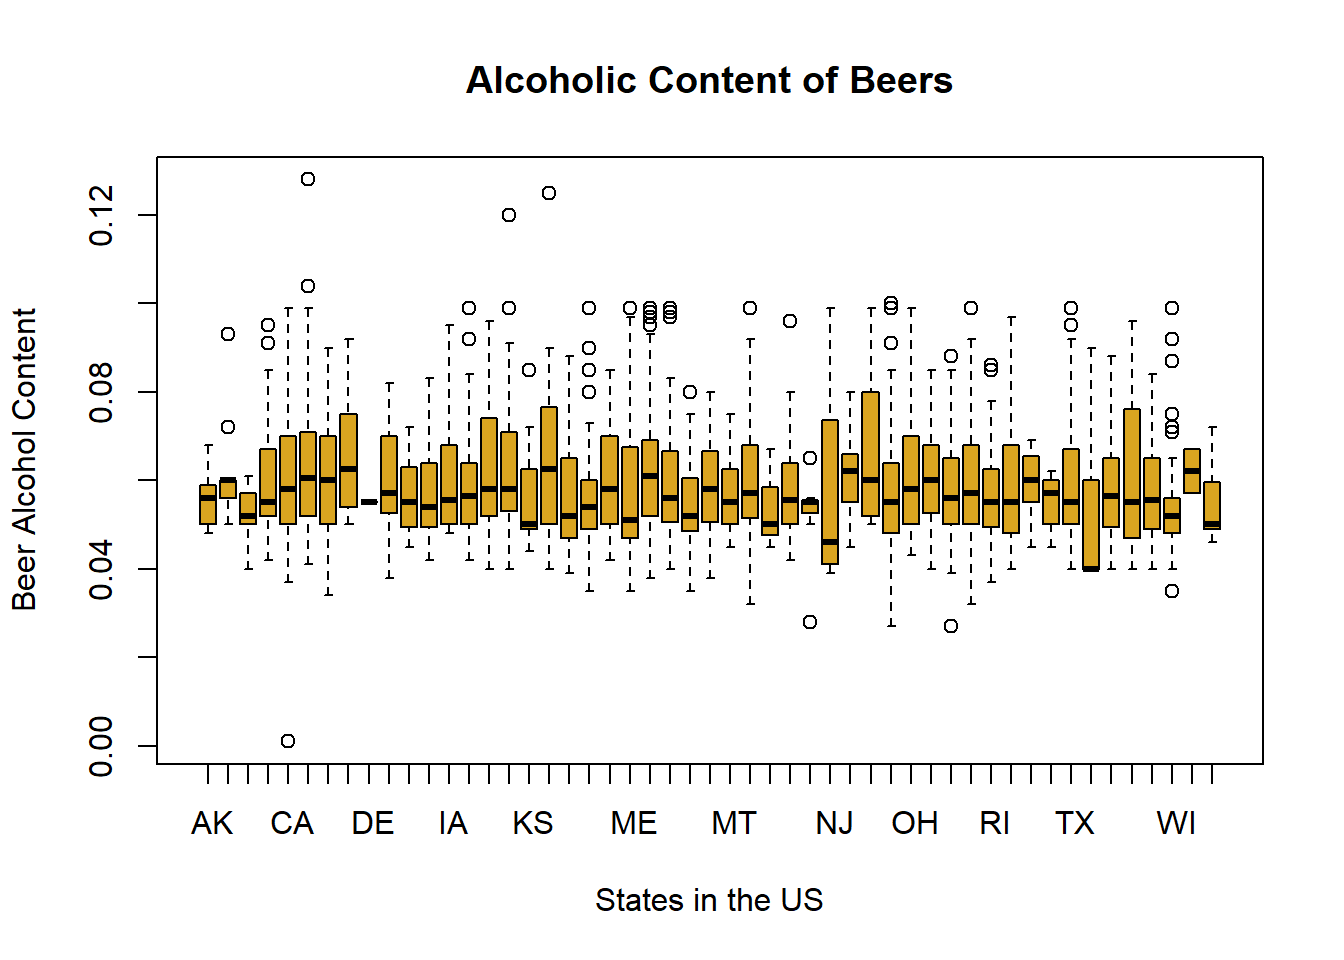 Alcoholic Content of Beers
Beer Alcohol Content
0.12
0.08
0.04
0.00
AK CA DE IA KS ME MT NJ OH RI TX WI
States in the US